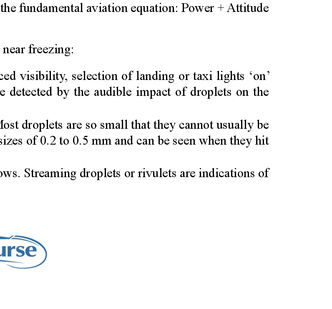 the fundamental aviation equation: Power + Attitude
near freezing:
ced visibility, selection of landing or taxi lights ‘on’
e detected by the audible impact of droplets on the
Most droplets are so small that they cannot usually be
sizes of 0.2 to 0.5 mm and can be seen when they hit
ows. Streaming droplets or rivulets are indications of
urse